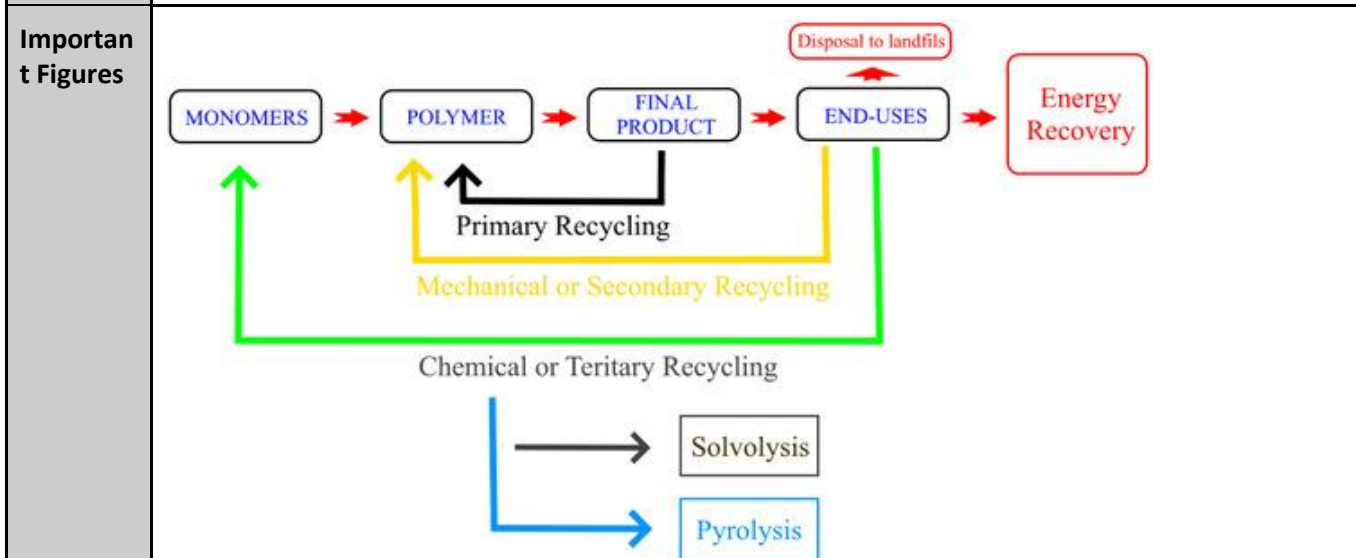 Importan
t Figures
Disposal to landfils
MONOMERS
POLYMER
FINAL
PRODUCT
END-USES
Energy
Recovery
Primary Recycling
Mechanical or Secondary Recycling
Chemical or Teritary Recycling
Solvolysis
Pyrolysis